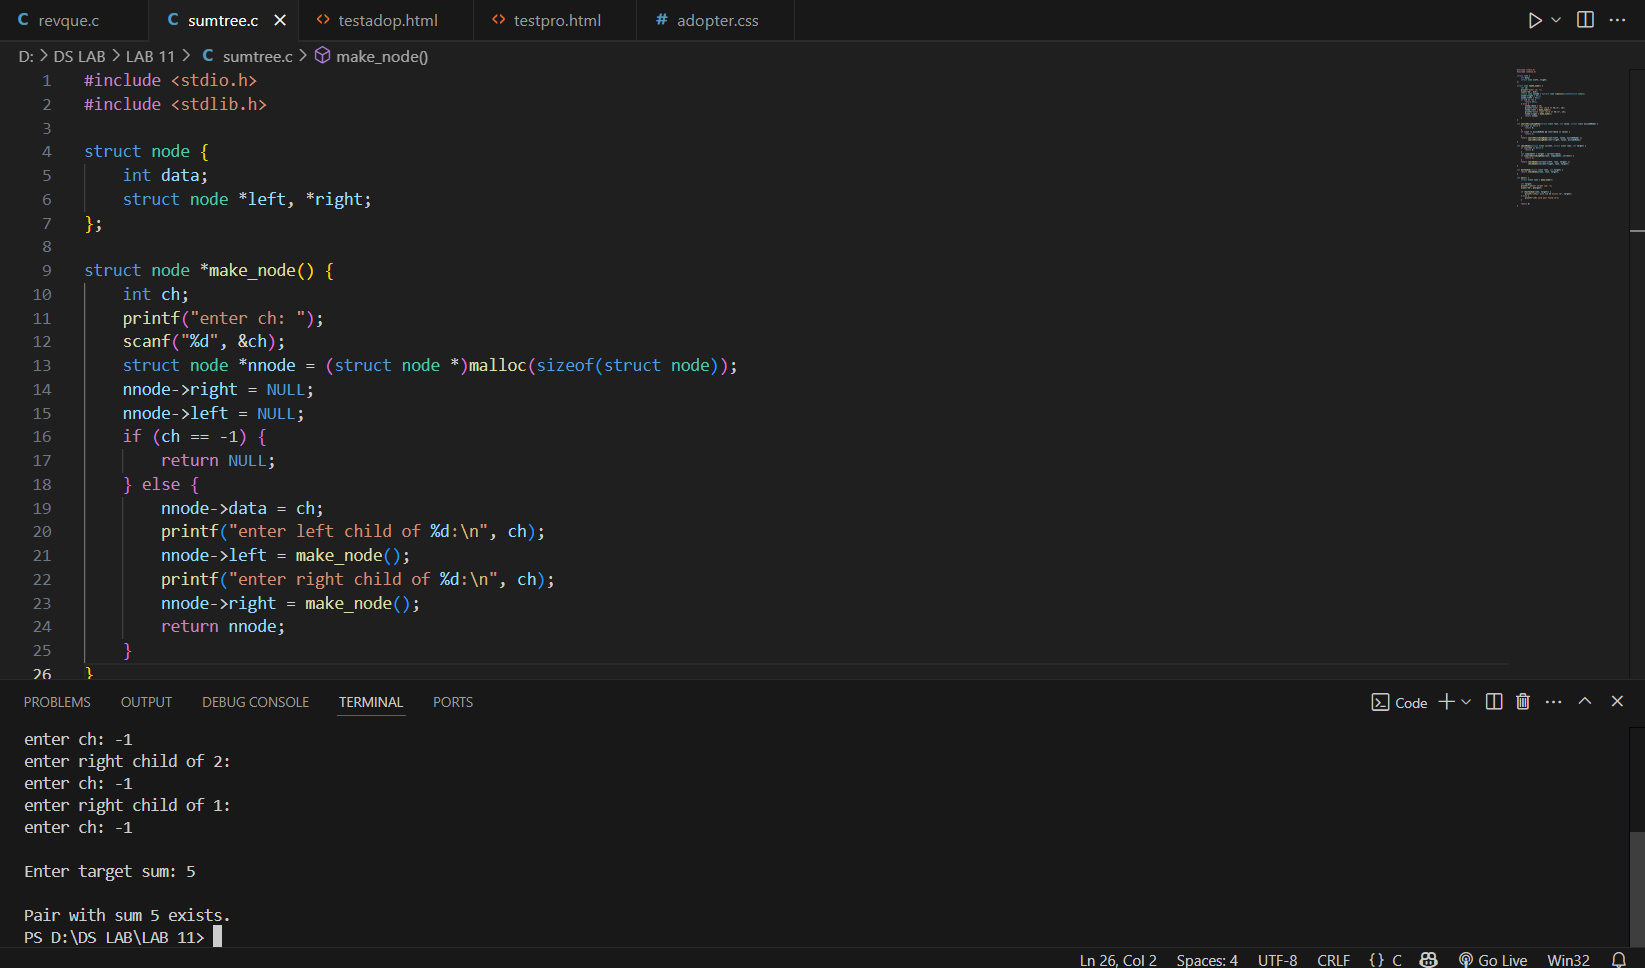 revque.c sumtree.c testadop.html testpro.html adopter.css
D: > DS LAB > LAB 11 > C sumtree.c > make_node()
1 #include <stdio.h>
2 #include <stdlib.h>
3
4 struct node {
5 int data;
6 struct node *left, *right;
7 };
8
9 struct node *make_node() {
10 int ch;
11 printf("enter ch: ");
12 scanf("%d", &ch);
13 struct node *nnode = (struct node *)malloc(sizeof(struct node));
14 nnode->right = NULL;
15 nnode->left = NULL;
16 if (ch == -1) {
17 return NULL;
18 } else {
19 nnode->data = ch;
20 printf("enter left child of %d:\n", ch);
21 nnode->left = make_node();
22 printf("enter right child of %d:\n", ch);
23 nnode->right = make_node();
24 return nnode;
25 }
26 }
PROBLEMS OUTPUT DEBUG CONSOLE TERMINAL PORTS Code
enter ch: -1
enter right child of 2:
enter ch: -1
enter right child of 1:
enter ch: -1
Enter target sum: 5
Pair with sum 5 exists.
PS D:\DS LAB\LAB 11>
Ln 26, Col 2 Spaces: 4 UTF-8 CRLF {} C Go Live Win32